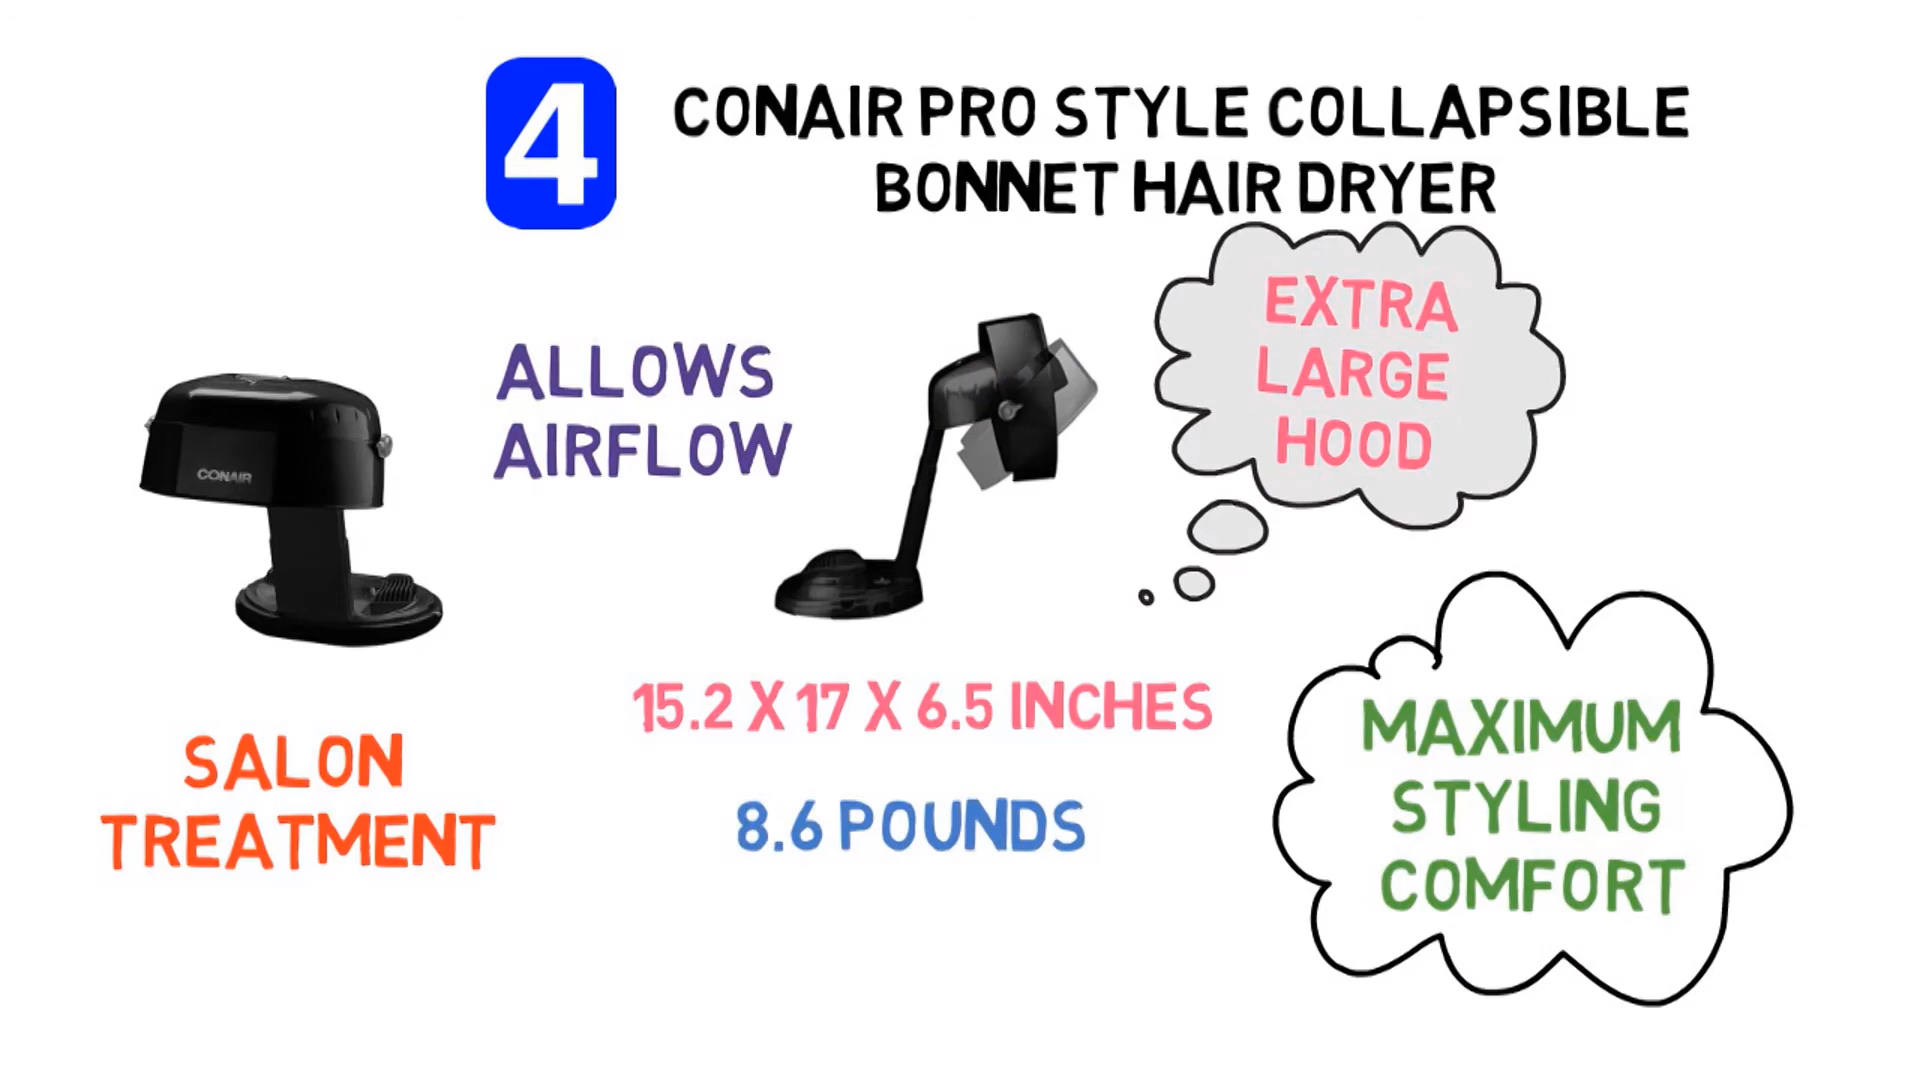 4
CONAIR PRO STYLE COLLAPSIBLE
BONNET HAIR DRYER
EXTRA
LARGE
HOOD
ALLOWS
AIRFLOW
CONAIR
15.2 X 17 X 6.5 INCHES
8.6 POUNDS
SALON
TREATMENT
MAXIMUM
STYLING
COMFORT